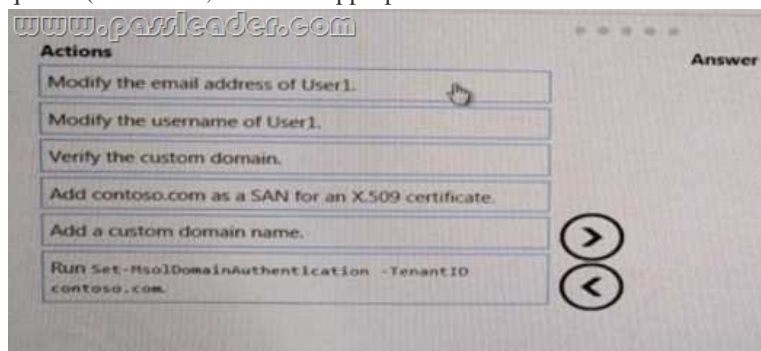 www.passleader.com
Actions
Answer
Modify the email address of User1.
Modify the username of User1.
Verify the custom domain.
Add contoso.com as a SAN for an X.509 certificate.
Add a custom domain name.
Run Set-MsolDomainAuthentication -TenantID
contoso.com.